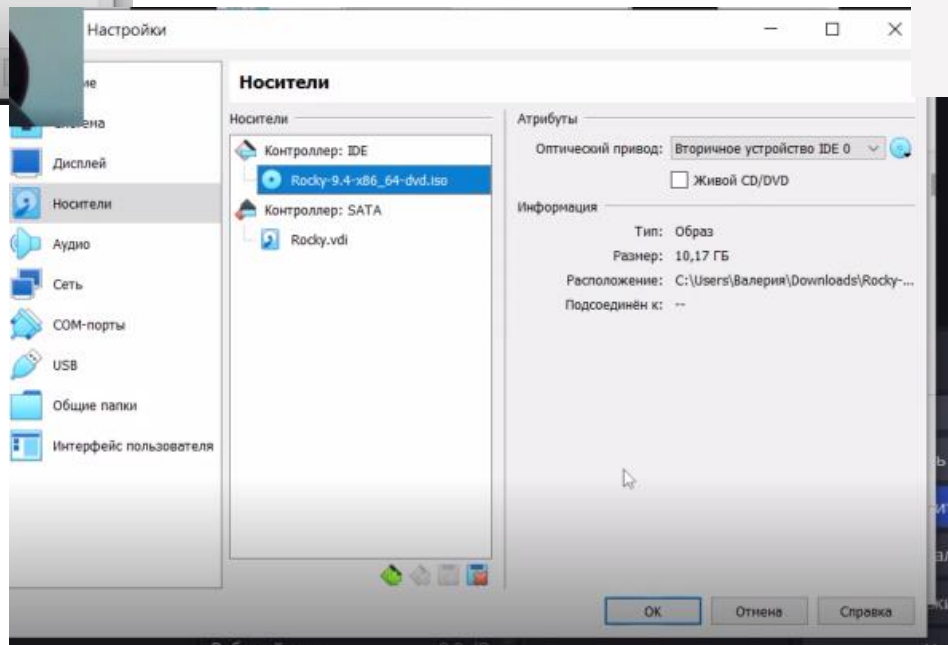 Настройки
Носители
Дисплей
Носители
Аудио
Сеть
COM-порты
USB
Общие папки
Интерфейс пользователя
Носители
Контроллер: IDE
Rocky-9.4-x86_64-dvd.iso
Контроллер: SATA
Rocky.vdi
Атрибуты
Оптический привод: Вторичное устройство IDE 0
Живой CD/DVD
Информация
Тип: Образ
Размер: 10,17 ГБ
Расположение: C:\Users\Валерия\Downloads\Rocky-...
Подсоединён к: --
OK
Отмена
Справка